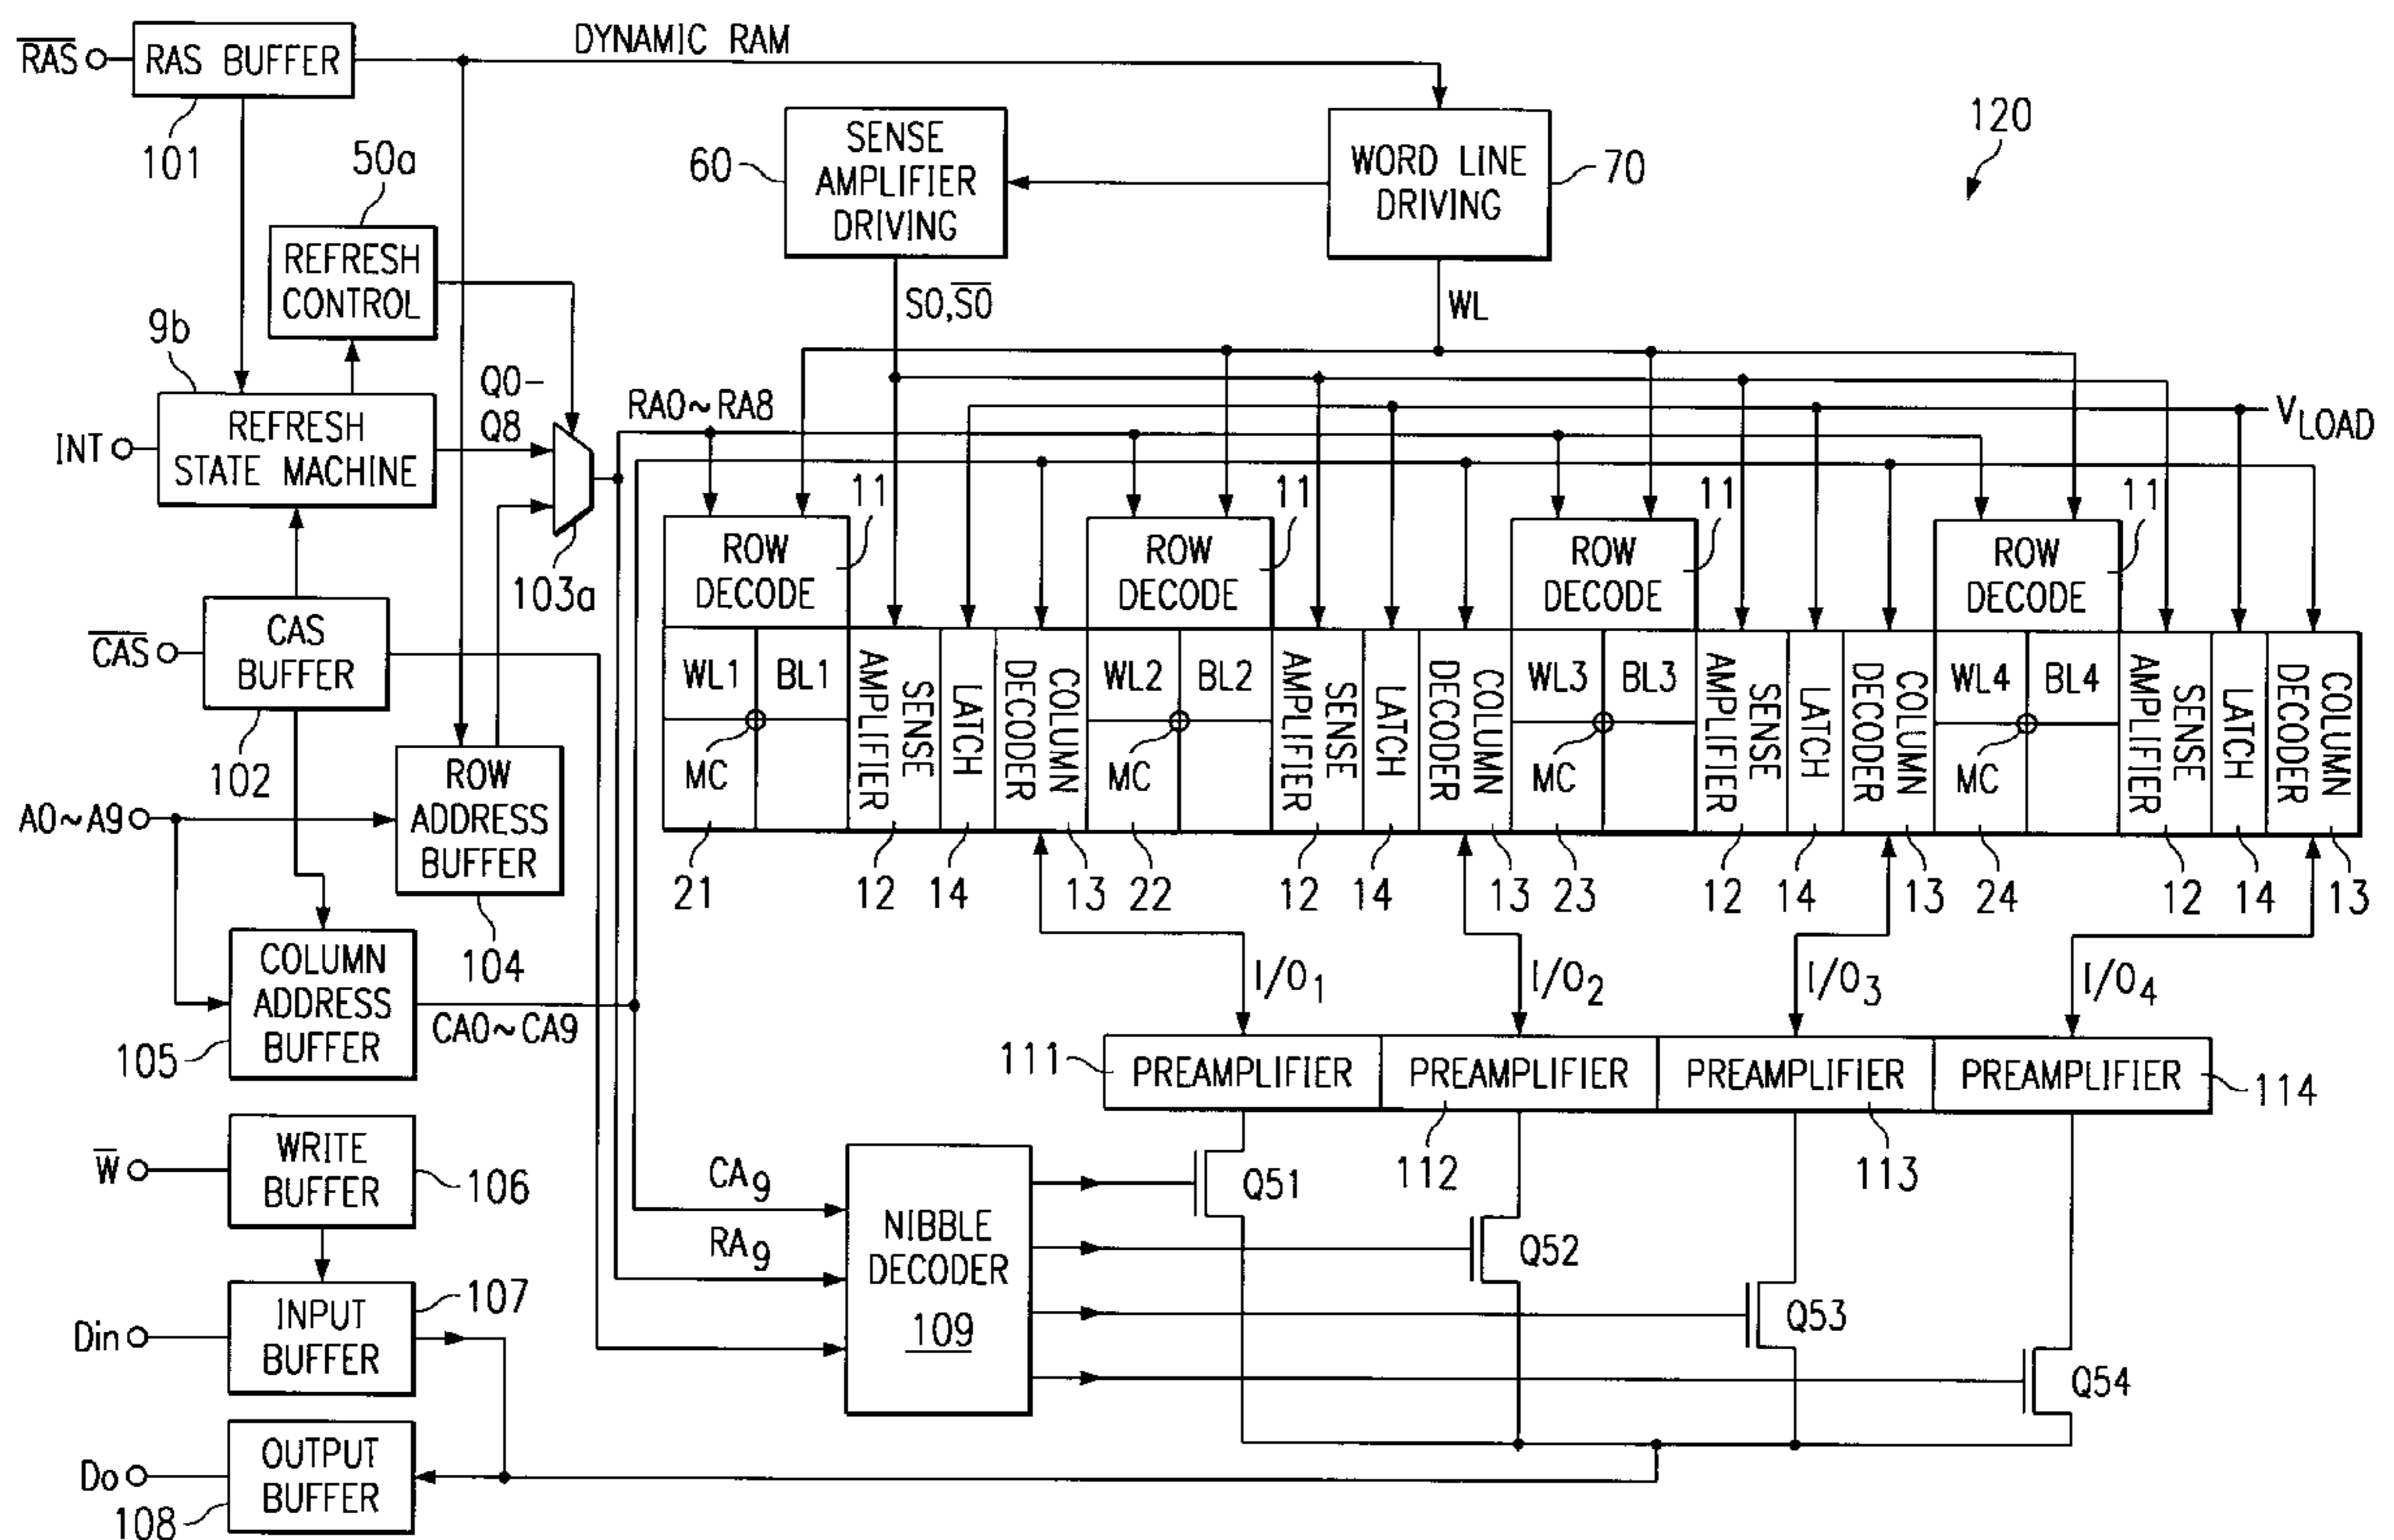 RAS
RAS BUFFER
DYNAMIC RAM
101
50a
60
SENSE
AMPLIFIER
DRIVING
WORD LINE
DRIVING
70
120
REFRESH
CONTROL
S0,S0
WL
9b
Q0-
Q8
RA0~RA8
VLOAD
INT
REFRESH
STATE MACHINE
103a
11
11
11
11
ROW
DECODE
ROW
DECODE
ROW
DECODE
ROW
DECODE
CAS
CAS
BUFFER
102
WL1
BL1
MC
SENSE
AMPLIFIER
LATCH
COLUMN
DECODER
WL2
BL2
MC
SENSE
AMPLIFIER
LATCH
COLUMN
DECODER
WL3
BL3
MC
SENSE
AMPLIFIER
LATCH
COLUMN
DECODER
WL4
BL4
MC
SENSE
AMPLIFIER
LATCH
COLUMN
DECODER
A0~A9
ROW
ADDRESS
BUFFER
104
21
12
14
13
22
12
14
13
23
12
14
13
24
12
14
13
COLUMN
ADDRESS
BUFFER
105
CA0~CA9
I/O1
I/O2
I/O3
I/O4
111
PREAMPLIFIER
PREAMPLIFIER
PREAMPLIFIER
PREAMPLIFIER
114
112
113
W
WRITE
BUFFER
106
CA9
RA9
NIBBLE
DECODER
109
Q51
Q52
Q53
Q54
Din
INPUT
BUFFER
107
Do
OUTPUT
BUFFER
108